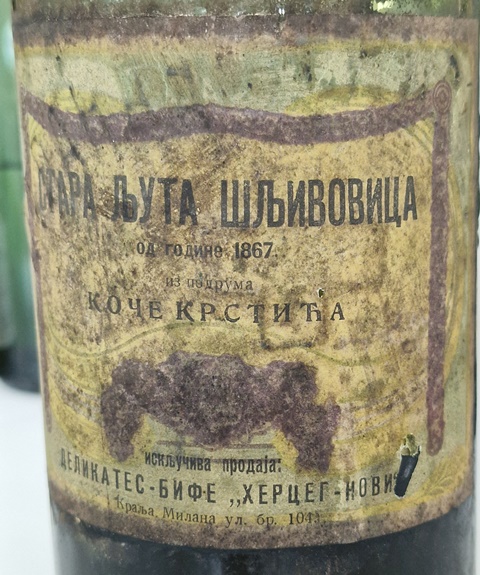 СТАРА ЉУТА ШЉИВОВИЦА
од године 1867.
из подрума
КОЧЕ КРСТИЋА
искључива продаја:
ДЕЛИКАТЕС-БИФЕ „ХЕРЦЕГ-НОВИ
Краља Милана ул. бр.